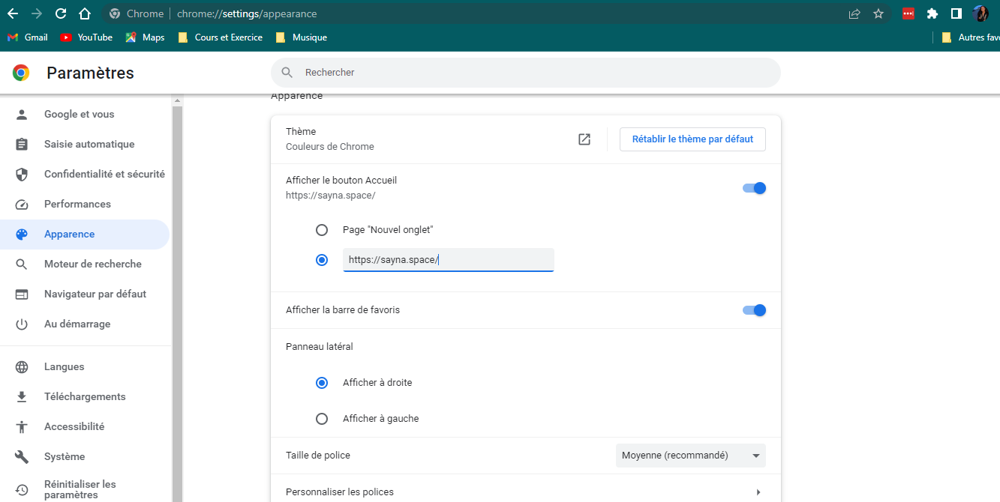 Chrome | chrome://settings/appearance
Gmail YouTube Maps Cours et Exercice Musique Autres favo
Paramètres
Rechercher
Google et vous
Saisie automatique
Confidentialité et sécurité
Performances
Apparence
Moteur de recherche
Navigateur par défaut
Au démarrage
Langues
Téléchargements
Accessibilité
Système
Réinitialiser les
paramètres
Apparence
Thème
Couleurs de Chrome
Rétablir le thème par défaut
Afficher le bouton Accueil
https://sayna.space/
Page "Nouvel onglet"
https://sayna.space/
Afficher la barre de favoris
Panneau latéral
Afficher à droite
Afficher à gauche
Taille de police
Moyenne (recommandé)
Personnaliser les polices